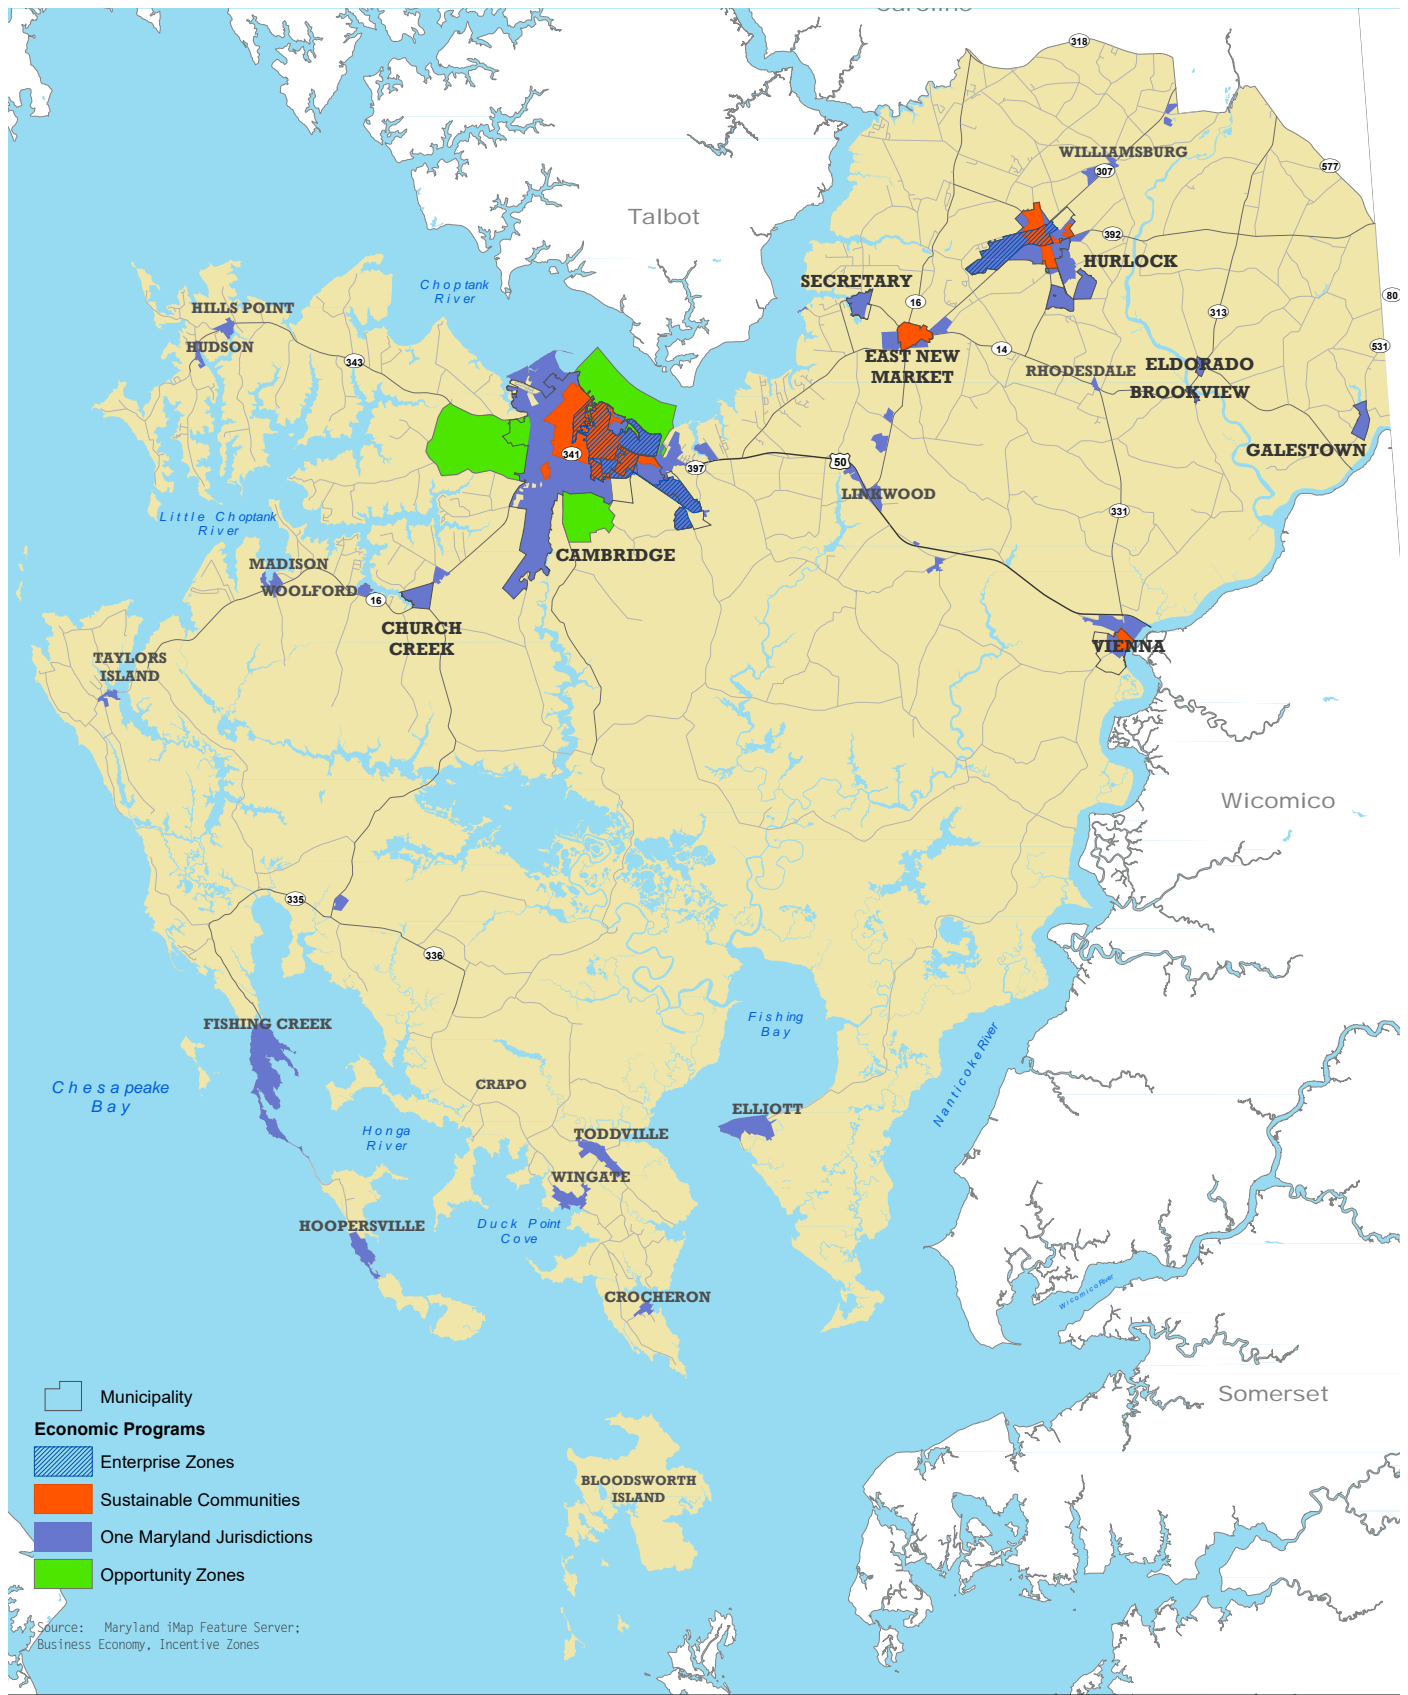 318
WILLIAMSBURG
307
577
Talbot
392
HURLOCK
SECRETARY
Choptank
River
16
80
HILLS POINT
313
HUDSON
343
14
531
EAST NEW
MARKET
ELDORADO
RHODESDALE
BROOKVIEW
GALESTOWN
341
397
50
LINKWOOD
331
Little Choptank
River
CAMBRIDGE
MADISON
WOOLFORD
16
CHURCH
CREEK
VIENNA
TAYLORS
ISLAND
Wicomico
335
336
FISHING CREEK
Fishing
Bay
Nanticoke River
Chesapeake
Bay
CRAPO
ELLIOTT
Honga
River
TODDVILLE
WINGATE
HOOPERSVILLE
Duck Point
Cove
Wicomico River
CROCHERON
Somerset
Municipality
Economic Programs
Enterprise Zones
Sustainable Communities
One Maryland Jurisdictions
Opportunity Zones
BLOODSWORTH
ISLAND
Source: Maryland iMap Feature Server;
Business Economy, Incentive Zones